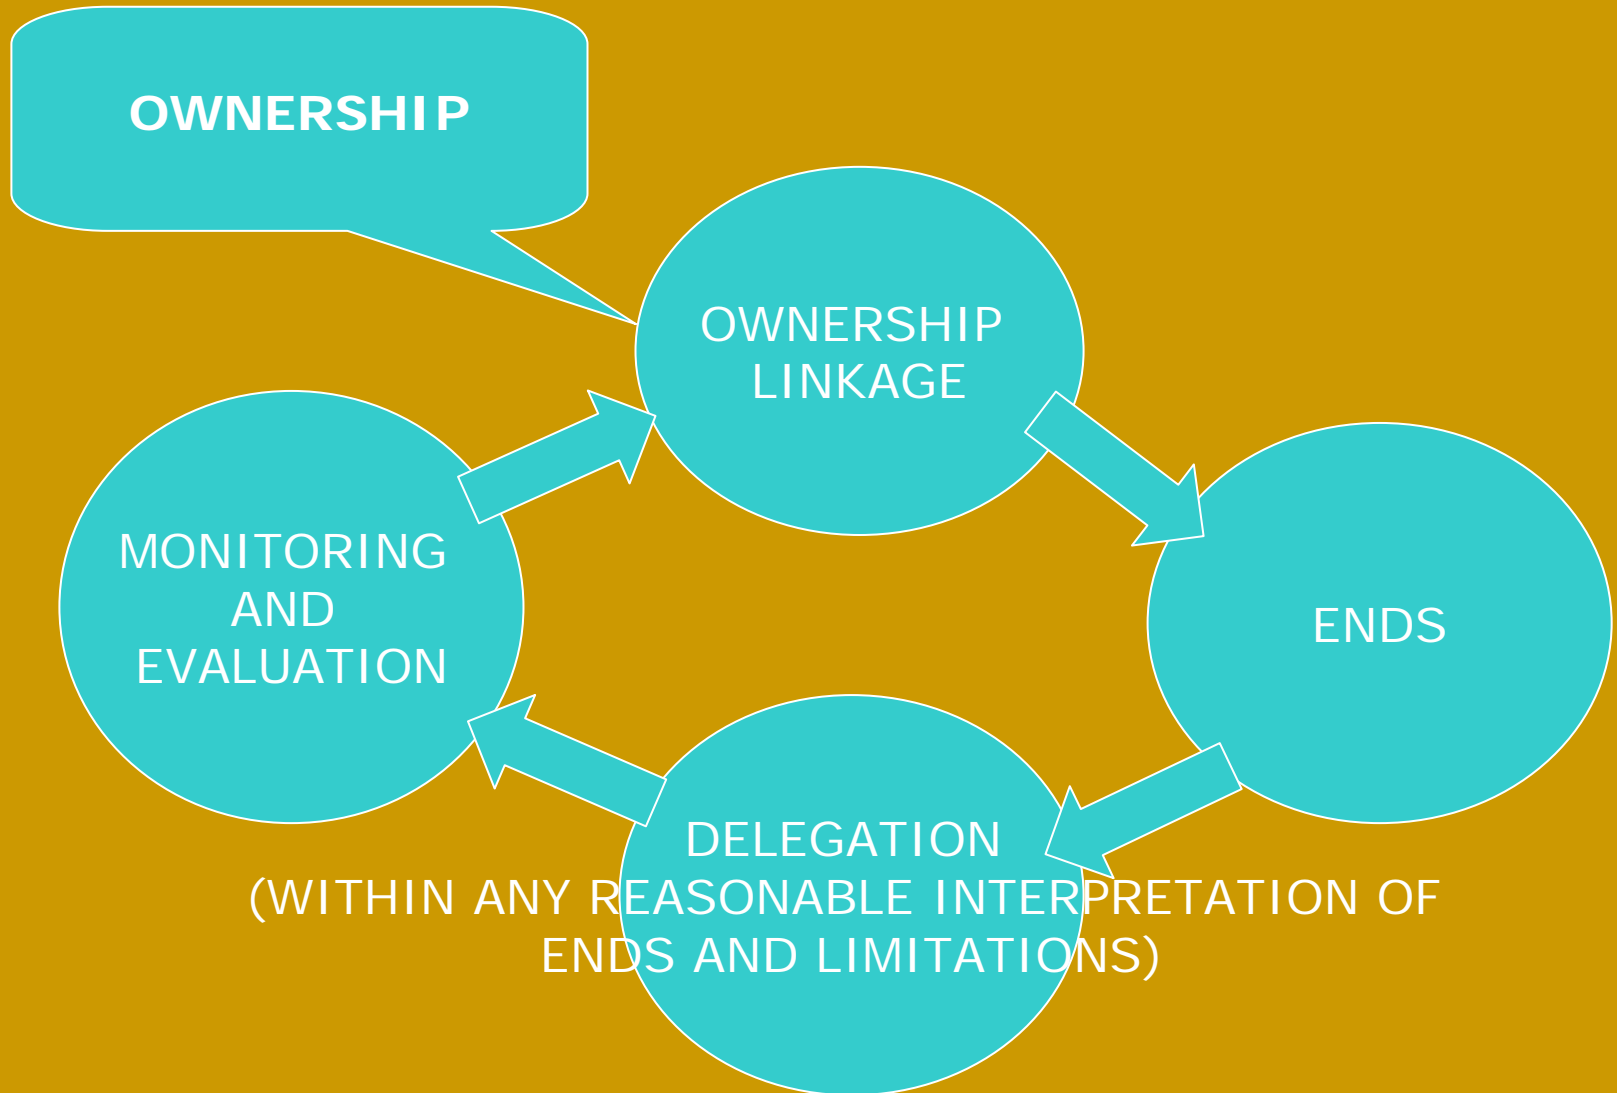 OWNERSHIP
OWNERSHIP
LINKAGE
ENDS
DELEGATION
(WITHIN ANY REASONABLE INTERPRETATION OF
ENDS AND LIMITATIONS)
MONITORING
AND
EVALUATION